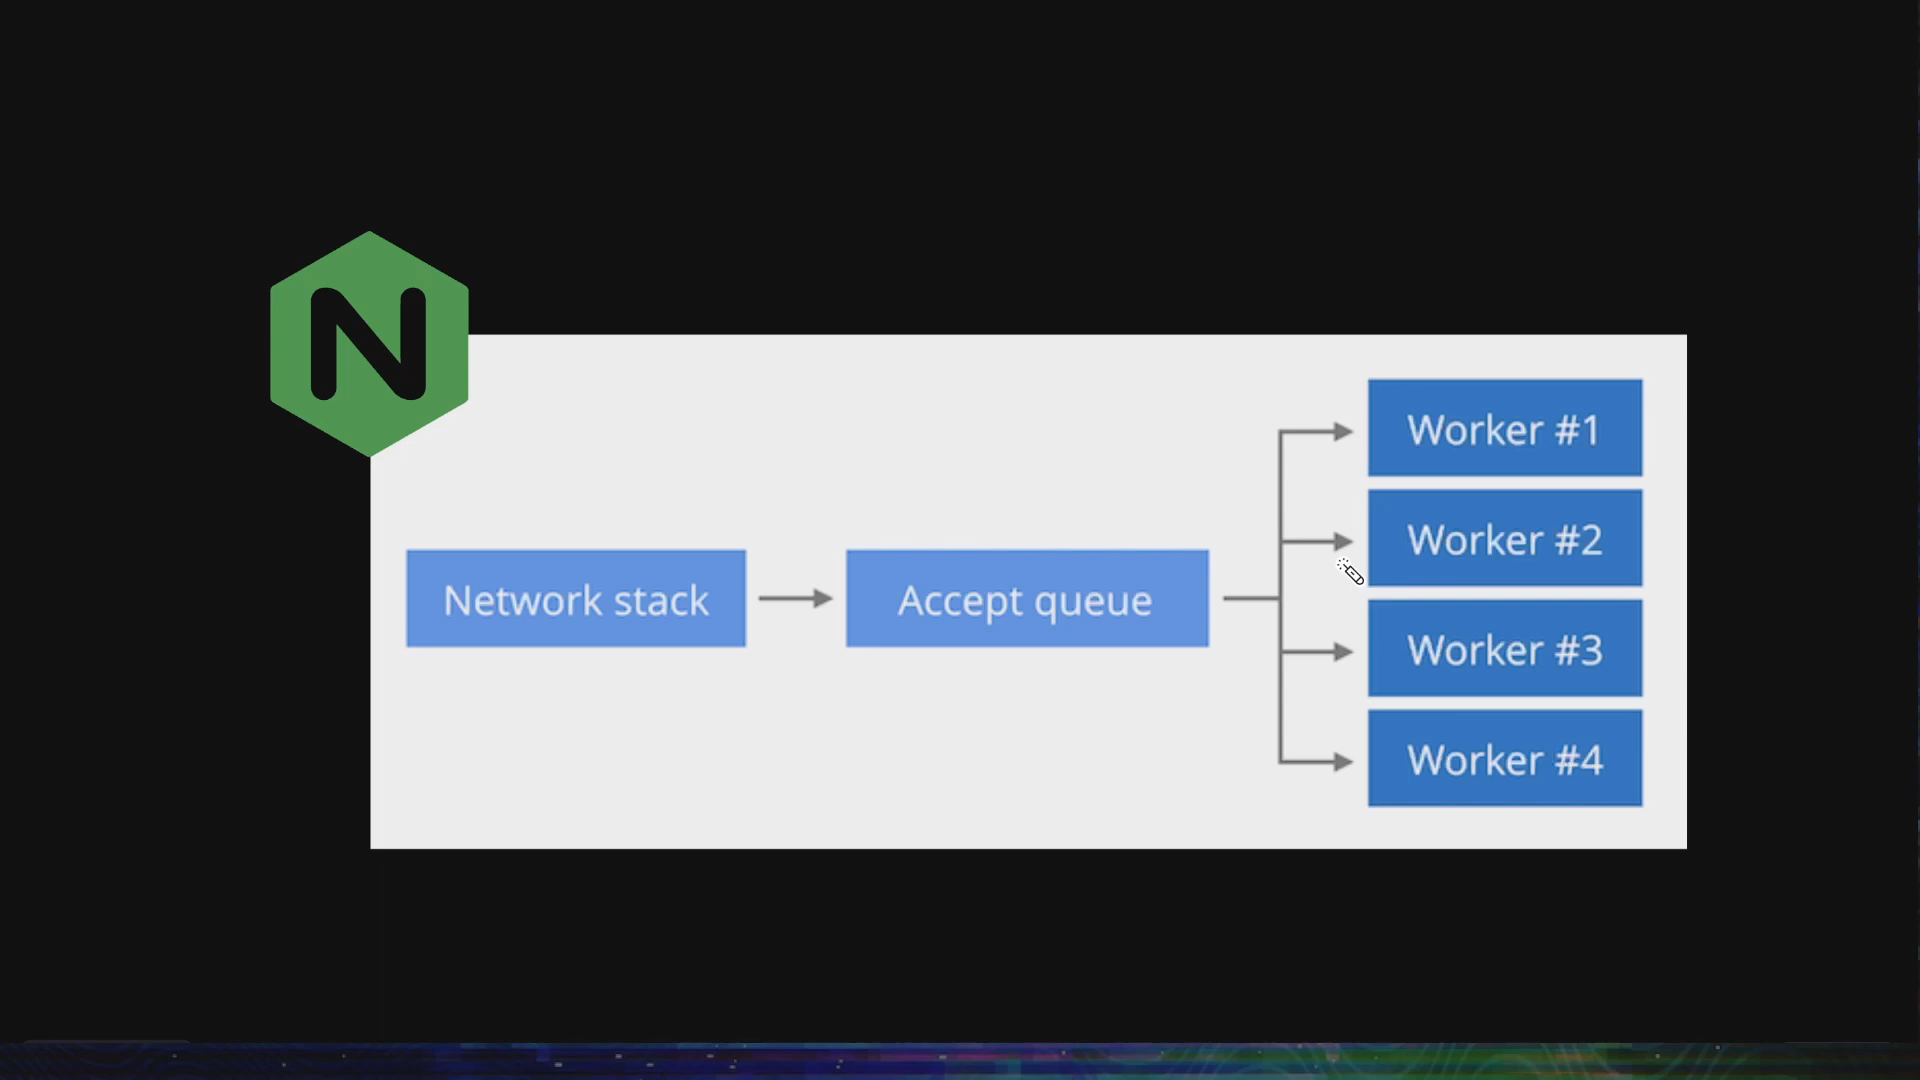 N
Network stack
Accept queue
Worker #1
Worker #2
Worker #3
Worker #4